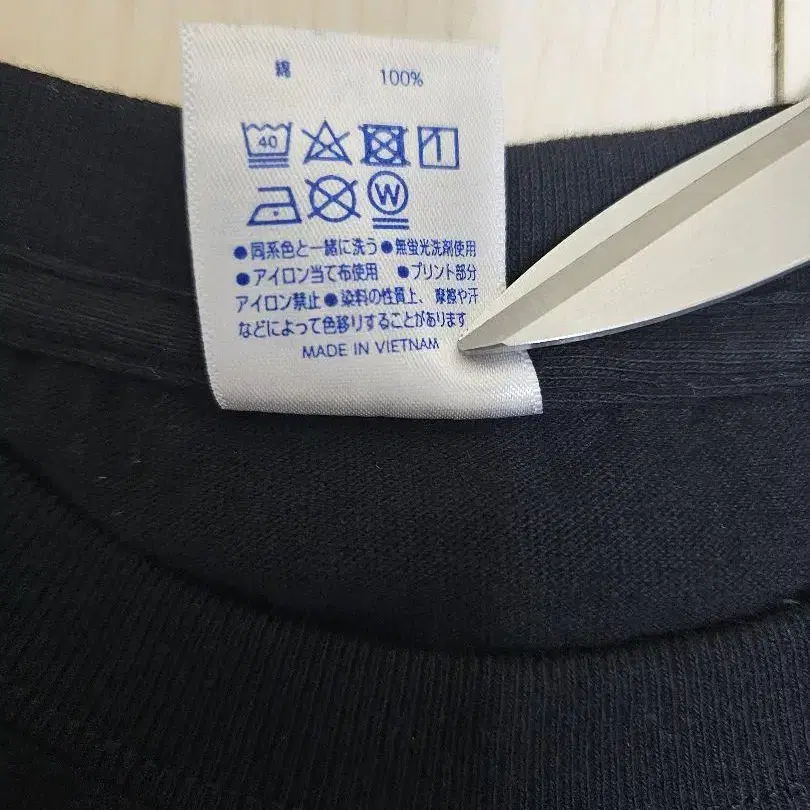 綿 100%
40
W
●同系色と一緒に洗う●無蛍光洗剤使用
●アイロン当て布使用 ●プリント部分
アイロン禁止●染料の性質上、摩擦や汗
などによって色移りすることがあります
MADE IN VIETNAM